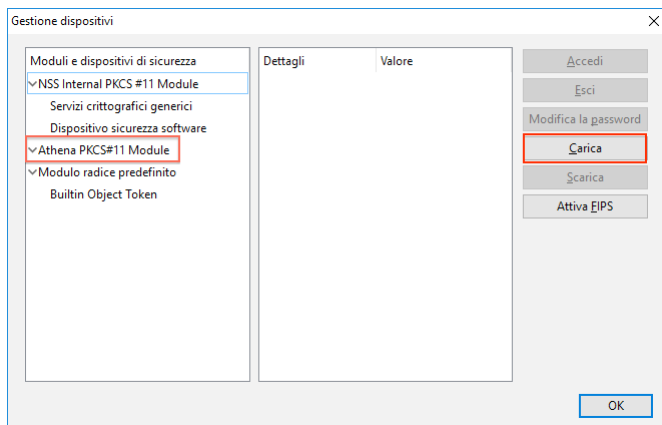 Gestione dispositivi
Moduli e dispositivi di sicurezza
NSS Internal PKCS #11 Module
Servizi crittografici generici
Dispositivo sicurezza software
Athena PKCS#11 Module
Modulo radice predefinito
Builtin Object Token
Dettagli Valore
Accedi
Esci
Modifica la password
Carica
Scarica
Attiva FIPS
OK